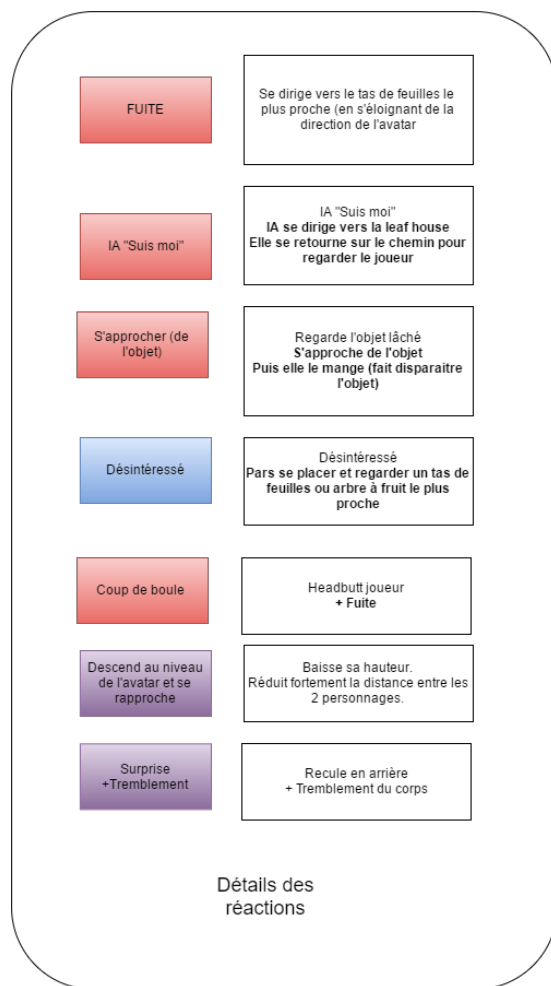 FUITE
Se dirige vers le tas de feuilles le
plus proche (en s'éloignant de la
direction de l'avatar
IA "Suis moi"
IA "Suis moi"
IA se dirige vers la leaf house
Elle se retourne sur le chemin pour
regarder le joueur
S'approcher (de
l'objet)
Regarde l'objet lâché
S'approche de l'objet
Puis elle le mange (fait disparaitre
l'objet)
Désintéressé
Désintéressé
Pars se placer et regarder un tas de
feuilles ou arbre à fruit le plus
proche
Coup de boule
Headbutt joueur
+ Fuite
Descend au niveau
de l'avatar et se
rapproche
Baisse sa hauteur.
Réduit fortement la distance entre les
2 personnages.
Surprise
+Tremblement
Recule en arrière
+ Tremblement du corps
Détails des
réactions